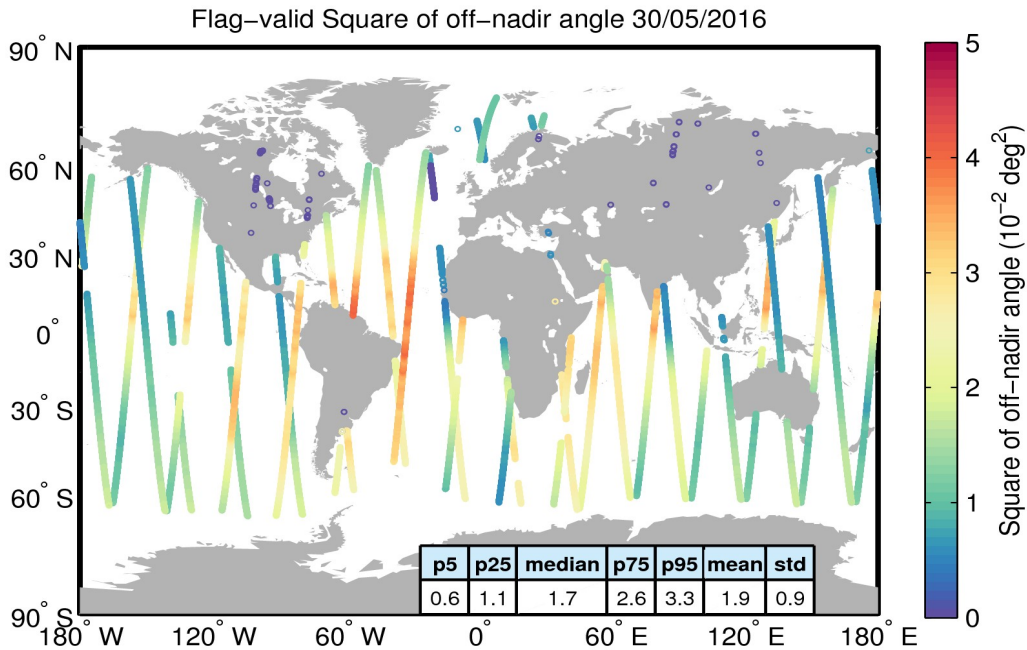 Flag−valid Square of off−nadir angle 30/05/2016
90° N
60° N
30° N
0°
30° S
60° S
90° S
180° W
120° W
60° W
0°
60° E
120° E
180° E
p5 p25 median p75 p95 mean std
0.6 1.1 1.7 2.6 3.3 1.9 0.9
5
4
3
2
1
0
Square of off−nadir angle (10⁻² deg²)